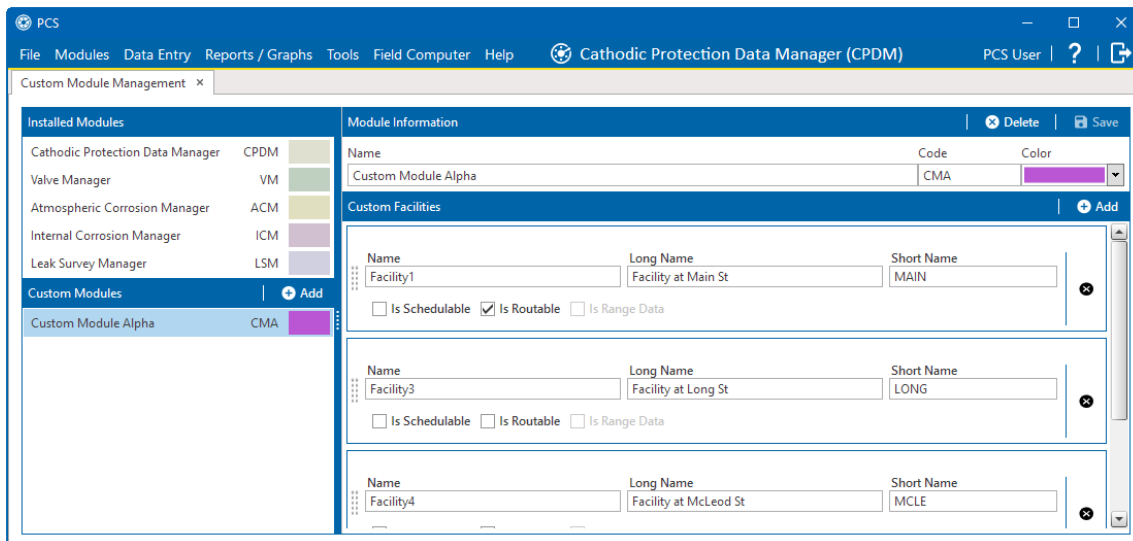 PCS
File Modules Data Entry Reports / Graphs Tools Field Computer Help Cathodic Protection Data Manager (CPDM) PCS User | ? |
Custom Module Management ×
Installed Modules
Cathodic Protection Data Manager CPDM
Valve Manager VM
Atmospheric Corrosion Manager ACM
Internal Corrosion Manager ICM
Leak Survey Manager LSM
Custom Modules | Add
Custom Module Alpha CMA
Module Information | Delete | Save
Name Code Color
Custom Module Alpha CMA
Custom Facilities | Add
Name Long Name Short Name
Facility1 Facility at Main St MAIN
Is Schedulable Is Routable Is Range Data
Name Long Name Short Name
Facility3 Facility at Long St LONG
Is Schedulable Is Routable Is Range Data
Name Long Name Short Name
Facility4 Facility at McLeod St MCLE